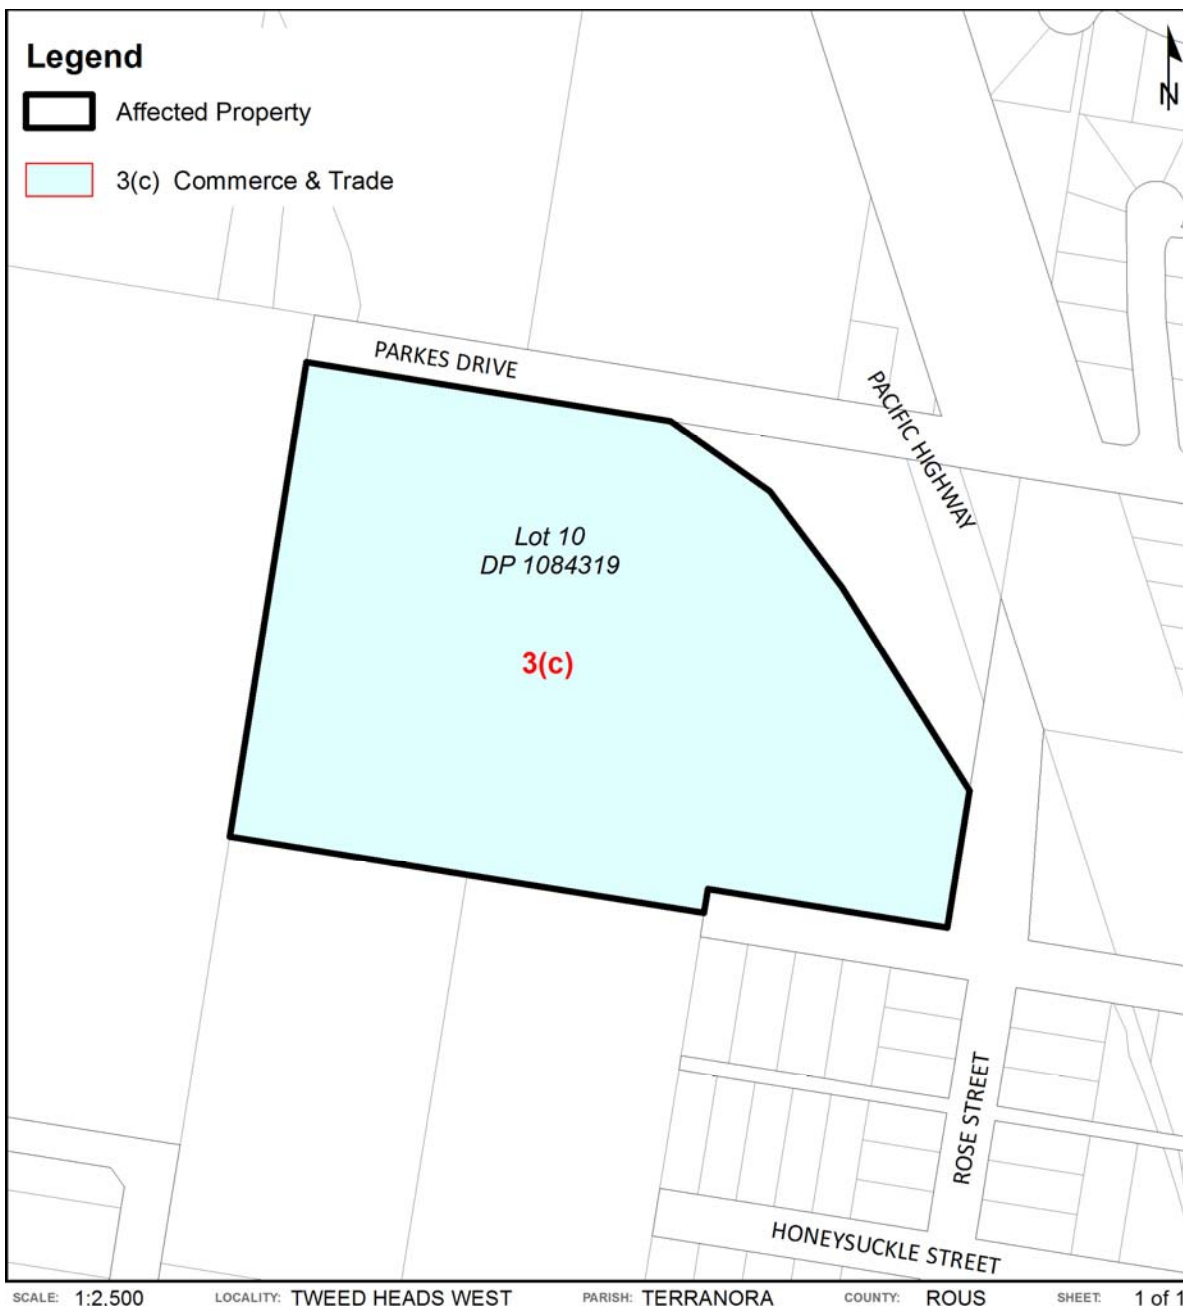 Legend
Affected Property
3(c) Commerce & Trade
N
PARKES DRIVE
PACIFIC HIGHWAY
Lot 10
DP 1084319
3(c)
ROSE STREET
HONEYSUCKLE STREET
SCALE: 1:2,500 LOCALITY: TWEED HEADS WEST PARISH: TERRANORA COUNTY: ROUS SHEET: 1 of 1